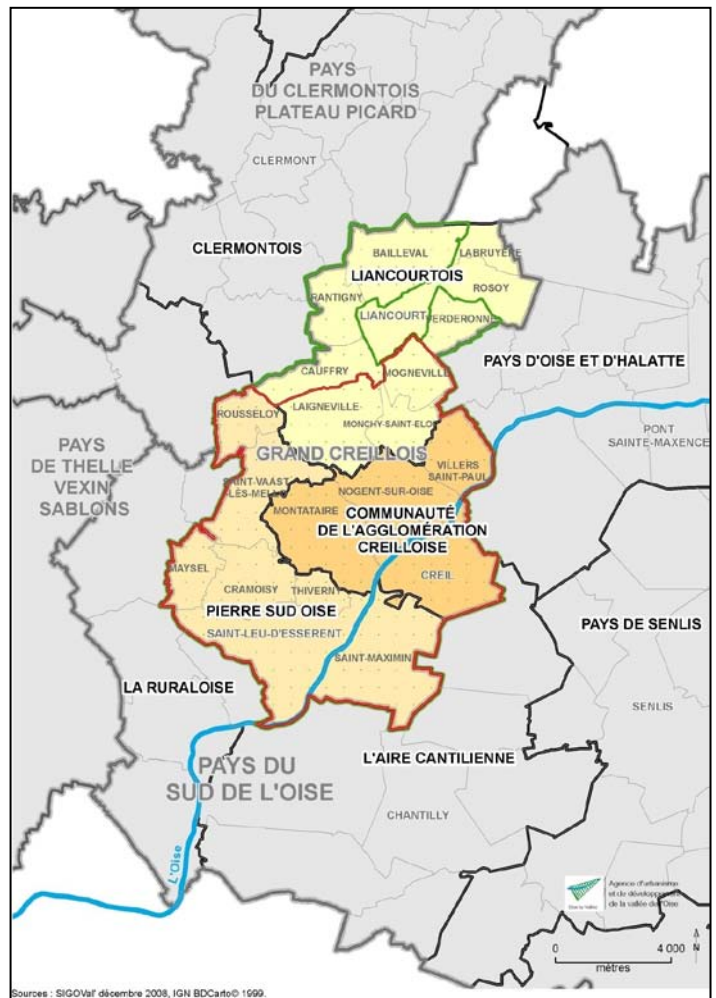 PAYS
DU CLERMONTOIS
PLATEAU PICARD
CLERMONT
CLERMONTOIS
BAILLEVAL
LABRUYÈRE
LIANCOURTOIS
ROSOY
RANTIGNY
LIANCOURT
VERDERONNE
PAYS D'OISE ET D'HALATTE
CAUFFRY
MOGNEVILLE
ROUSSELOY
LAIGNEVILLE
MONCHY-SAINT-ELOI
PONT
SAINTE-MAXENCE
PAYS
DE THELLE
VEXIN
SABLONS
GRAND CREILLOIS
VILLERS
SAINT-PAUL
SAINT-VAAST
-LÈS-MELLO
NOGENT-SUR-OISE
MONTATAIRE
COMMUNAUTÉ
DE L'AGGLOMÉRATION
CREILLOISE
MAYSEL
CREIL
CRAMOISY
THIVERNY
PIERRE SUD OISE
PAYS DE SENLIS
SAINT-LEU-D'ESSERENT
SAINT-MAXIMIN
LA RURALOISE
SENLIS
L'AIRE CANTILIENNE
PAYS DU
SUD DE L'OISE
CHANTILLY
L'Oise
Agence d'urbanisme
et de développement
de la vallée de l'Oise
Oise la Vallée
N
0 4 000
mètres
Sources : SIGOVal' décembre 2008, IGN BDCarto© 1999.